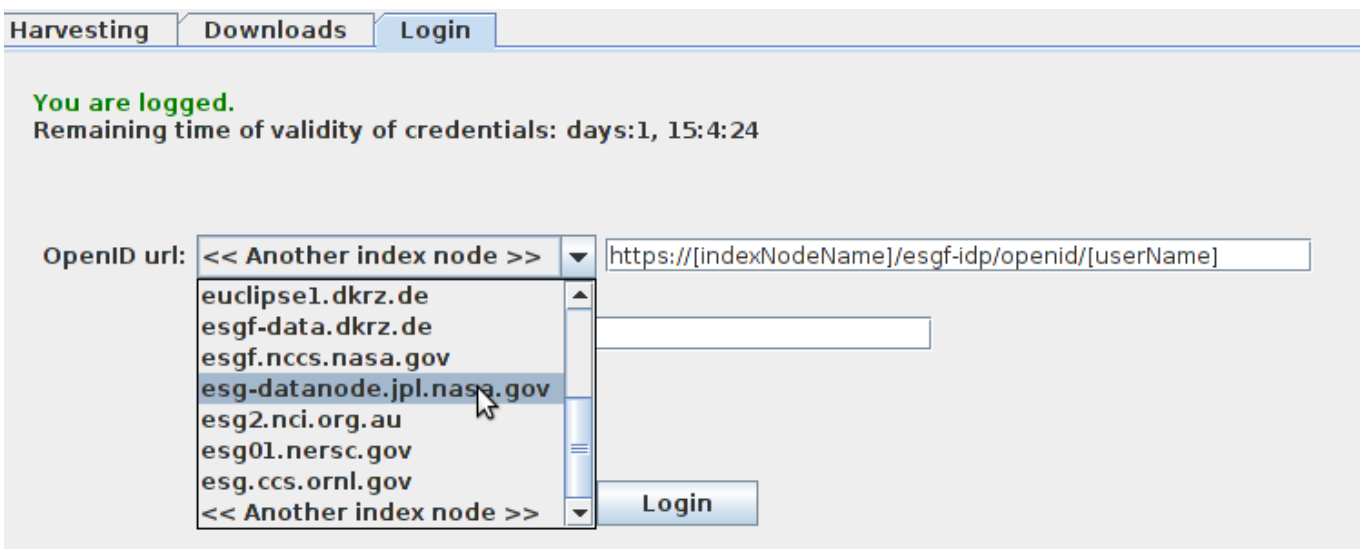 Harvesting Downloads Login
You are logged.
Remaining time of validity of credentials: days:1, 15:4:24
OpenID url: << Another index node >> https://[indexNodeName]/esgf-idp/openid/[userName]
euclipse1.dkrz.de
esgf-data.dkrz.de
esgf.nccs.nasa.gov
esg-datanode.jpl.nasa.gov
esg2.nci.org.au
esg01.nersc.gov
esg.ccs.ornl.gov
<< Another index node >>
Login